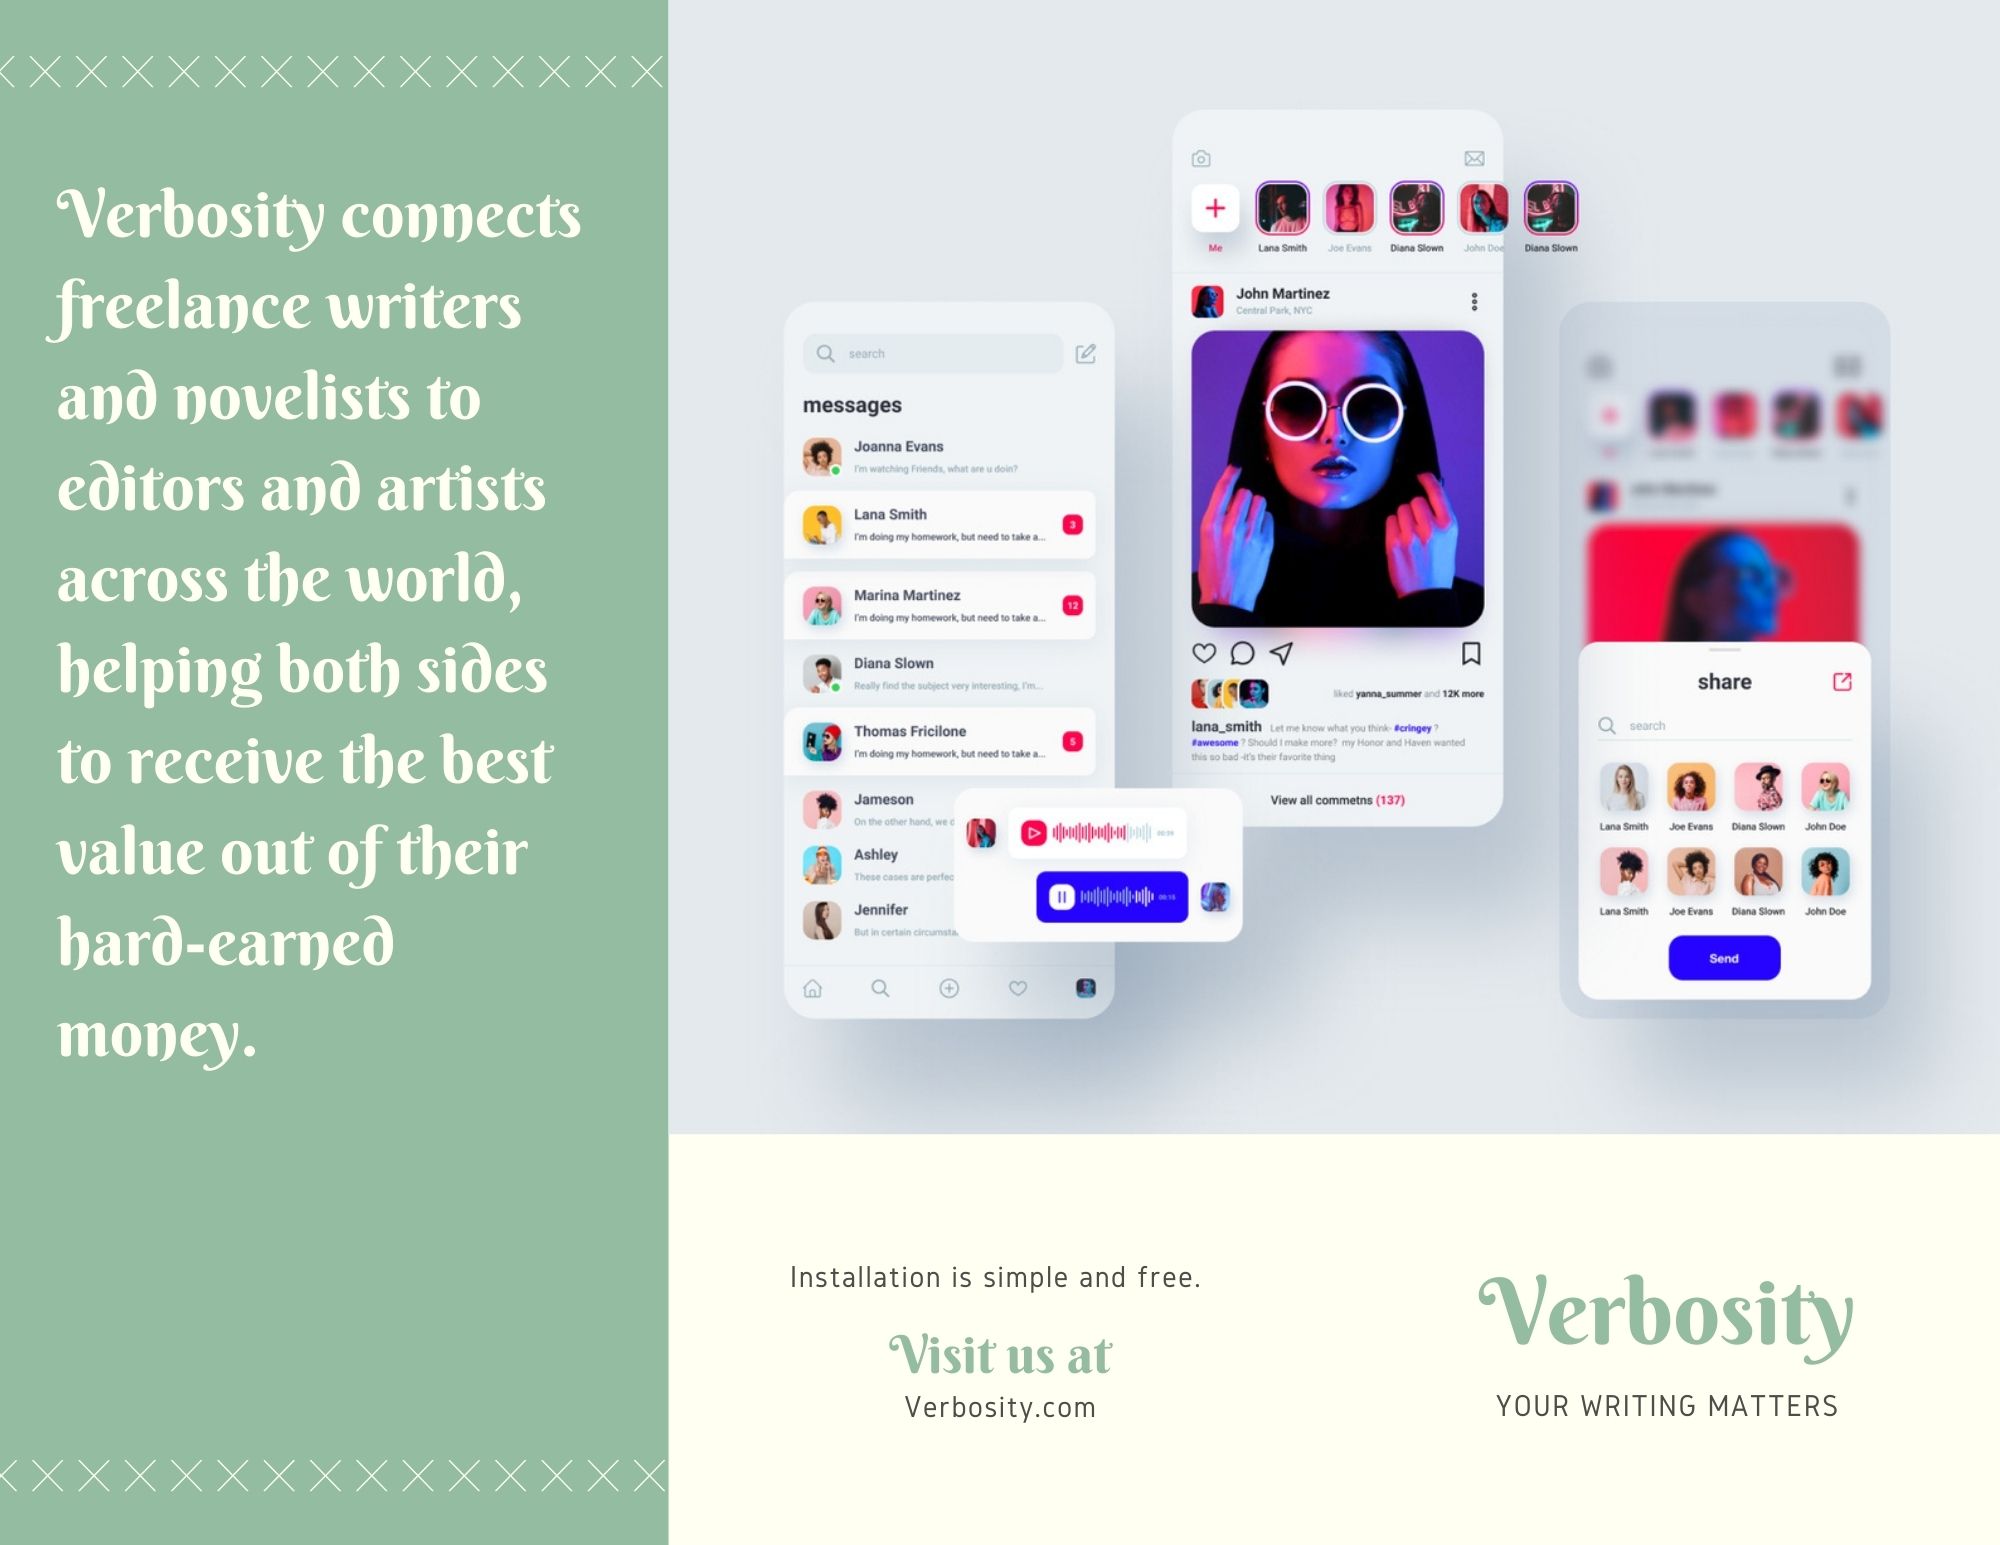 Verbosity connects
freelance writers
and novelists to
editors and artists
across the world,
helping both sides
to receive the best
value out of their
hard-earned
money.
search
messages
Joanna Evans
I'm watching Friends, what are u doin?
Lana Smith
I'm doing my homework, but need to take a...
3
Marina Martinez
I'm doing my homework, but need to take a...
12
Diana Slown
Really find the subject very interesting, I'm...
Thomas Fricilone
I'm doing my homework, but need to take a...
5
Jameson
On the other hand, we d
Ashley
These cases are perfec
Jennifer
But in certain circumsta
00:15
Me
Lana Smith
Joe Evans
Diana Slown
John Doe
Diana Slown
John Martinez
Central Park, NYC
liked yanna_summer and 12K more
lana_smith Let me know what you think- #cringey ?
#awesome ? Should I make more? my Honor and Haven wanted
this so bad -it's their favorite thing
View all commetns (137)
share
search
Lana Smith
Joe Evans
Diana Slown
John Doe
Lana Smith
Joe Evans
Diana Slown
John Doe
Send
Installation is simple and free.
Visit us at
Verbosity.com
Verbosity
YOUR WRITING MATTERS